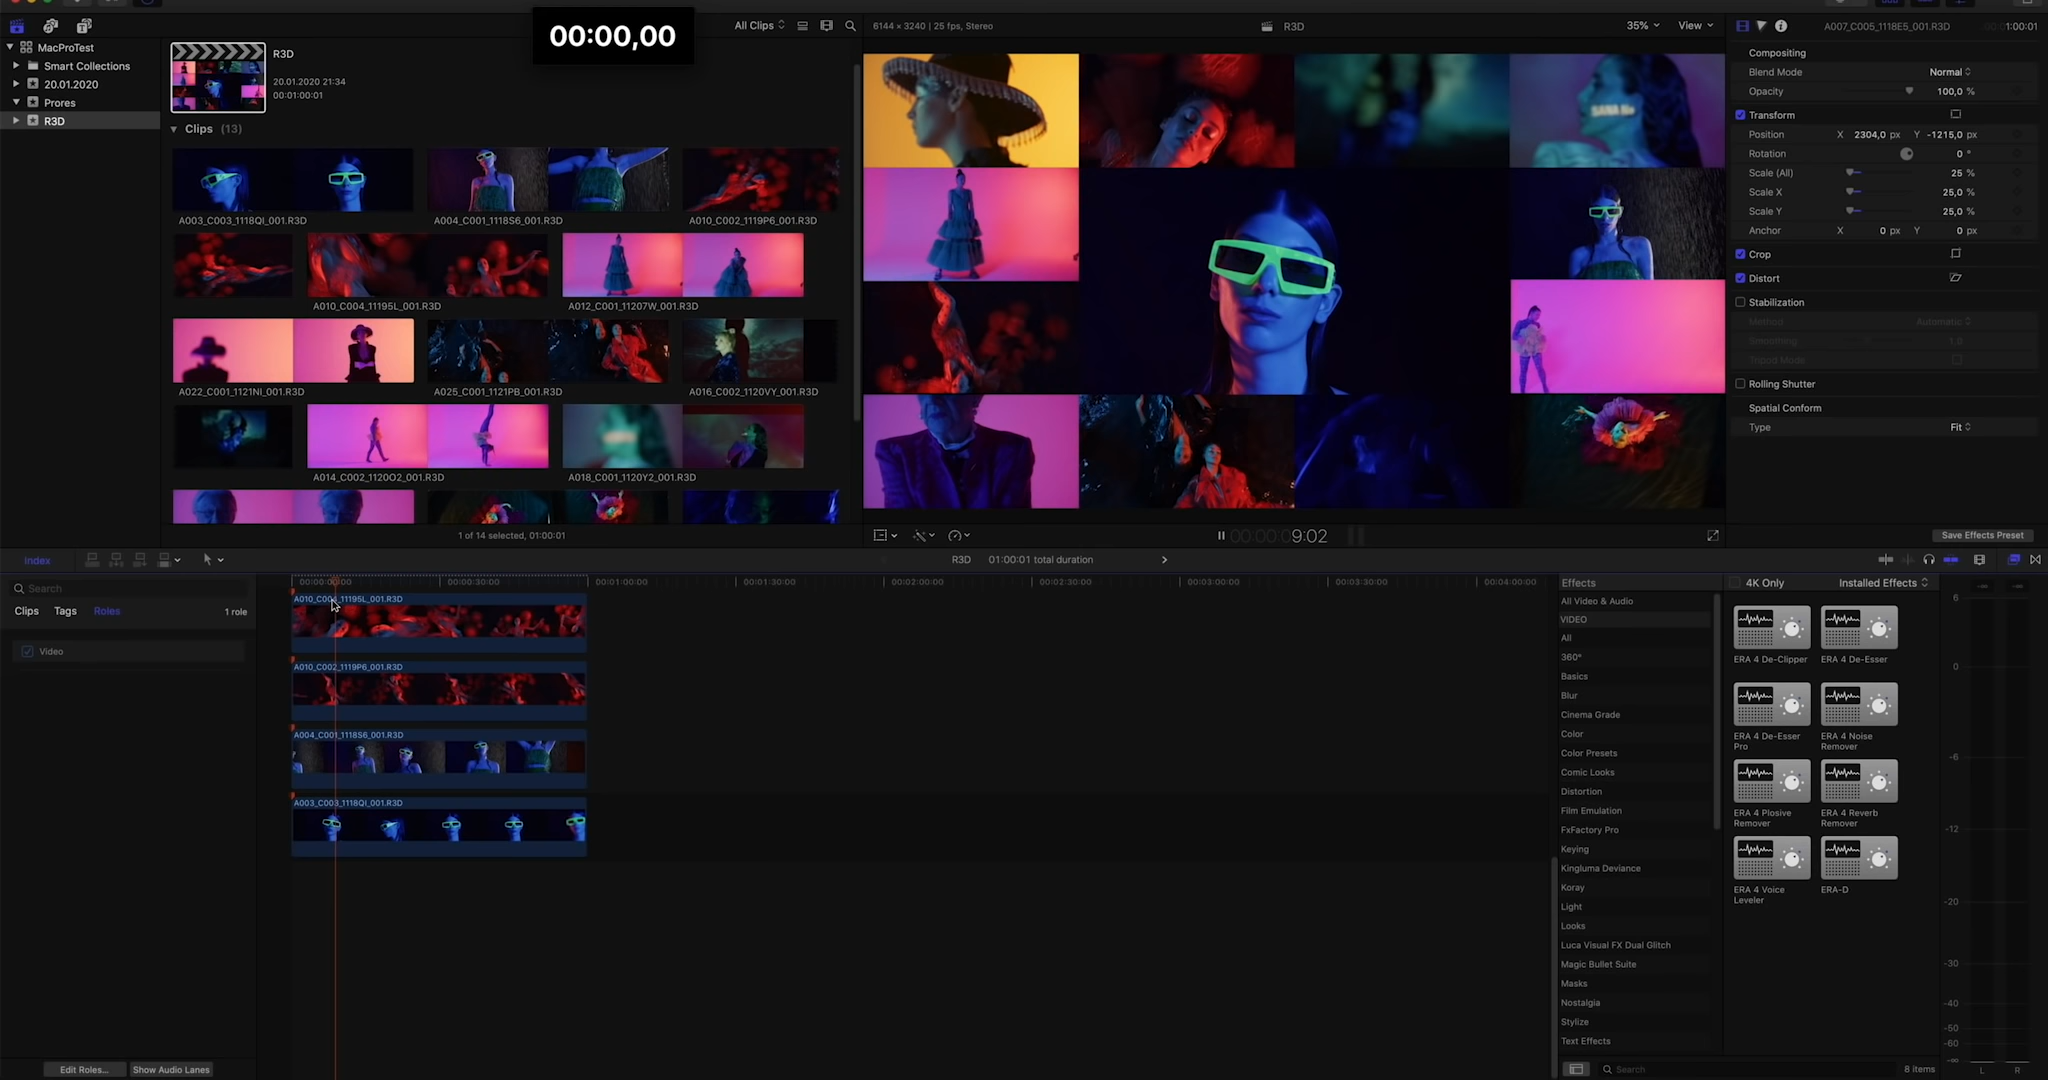 All Clips
00:00,00
6144 × 3240 | 25 fps, Stereo
R3D
35%
View
A007_C005_1118E5_001.R3D
1:00:01
MacProTest
Smart Collections
20.01.2020
Prores
R3D
R3D
20.01.2020 21:34
00:01:00:01
Clips (13)
A003_C003_1118QI_001.R3D
A004_C001_1118S6_001.R3D
A010_C002_1119P6_001.R3D
A010_C004_11195L_001.R3D
A012_C001_11207W_001.R3D
A022_C001_1121NI_001.R3D
A025_C001_1121PB_001.R3D
A016_C002_1120VY_001.R3D
A014_C002_1120O2_001.R3D
A018_C001_1120Y2_001.R3D
1 of 14 selected, 01:00:01
00:00:00:09:02
Compositing
Blend Mode
Normal
Opacity
100,0 %
Transform
Position
X 2304,0 px Y -1215,0 px
Rotation
0 °
Scale (All)
25 %
Scale X
25,0 %
Scale Y
25,0 %
Anchor
X 0 px Y 0 px
Crop
Distort
Stabilization
Method
Automatic
Smoothing
1,0
Tripod Mode
Rolling Shutter
Spatial Conform
Type
Fit
Save Effects Preset
Index
R3D
01:00:01 total duration
Search
Clips
Tags
Roles
1 role
Video
Edit Roles...
Show Audio Lanes
00:00:30:00
00:01:00:00
00:01:30:00
00:02:00:00
00:02:30:00
00:03:00:00
00:03:30:00
00:04:00:00
A010_C004_11195L_001.R3D
A010_C002_1119P6_001.R3D
A004_C001_1118S6_001.R3D
A003_C003_1118QI_001.R3D
Effects
4K Only
Installed Effects
All Video & Audio
VIDEO
All
360°
Basics
Blur
Cinema Grade
Color
Color Presets
Comic Looks
Distortion
Film Emulation
FxFactory Pro
Keying
Kingluma Deviance
Koray
Light
Looks
Luca Visual FX Dual Glitch
Magic Bullet Suite
Masks
Nostalgia
Stylize
Text Effects
ERA 4 De-Clipper
ERA 4 De-Esser
ERA 4 De-Esser Pro
ERA 4 Noise Remover
ERA 4 Plosive Remover
ERA 4 Reverb Remover
ERA 4 Voice Leveler
ERA-D
Search
8 items
6
0
-6
-12
-20
-30
-40
-50
-60
-∞
L
R